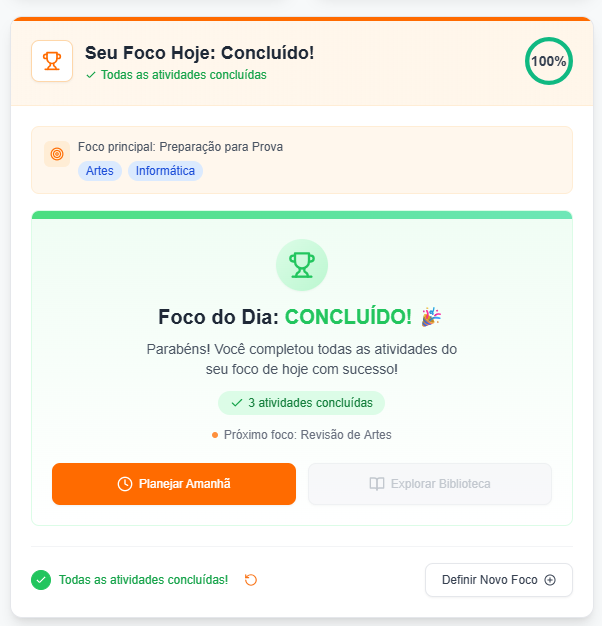 Seu Foco Hoje: Concluído!
Todas as atividades concluídas
100%
Foco principal: Preparação para Prova
Artes
Informática
Foco do Dia: CONCLUÍDO! 🎉
Parabéns! Você completou todas as atividades do
seu foco de hoje com sucesso!
3 atividades concluídas
Próximo foco: Revisão de Artes
Planejar Amanhã
Explorar Biblioteca
Todas as atividades concluídas!
Definir Novo Foco